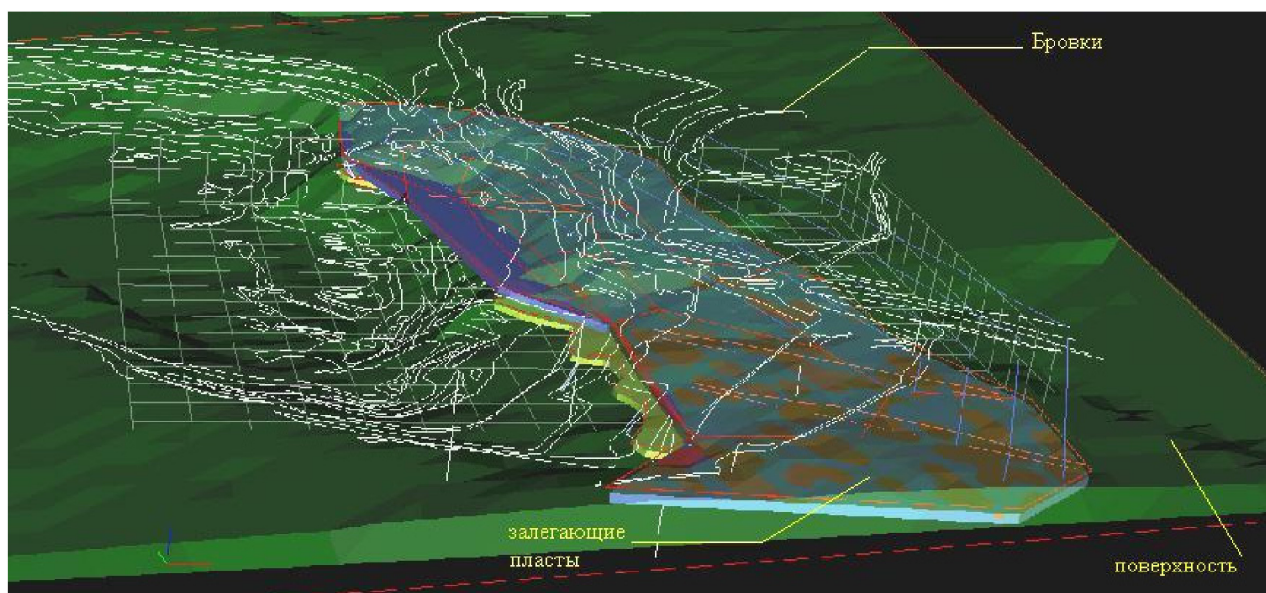 Бровки
залегающие
пласты
поверхность